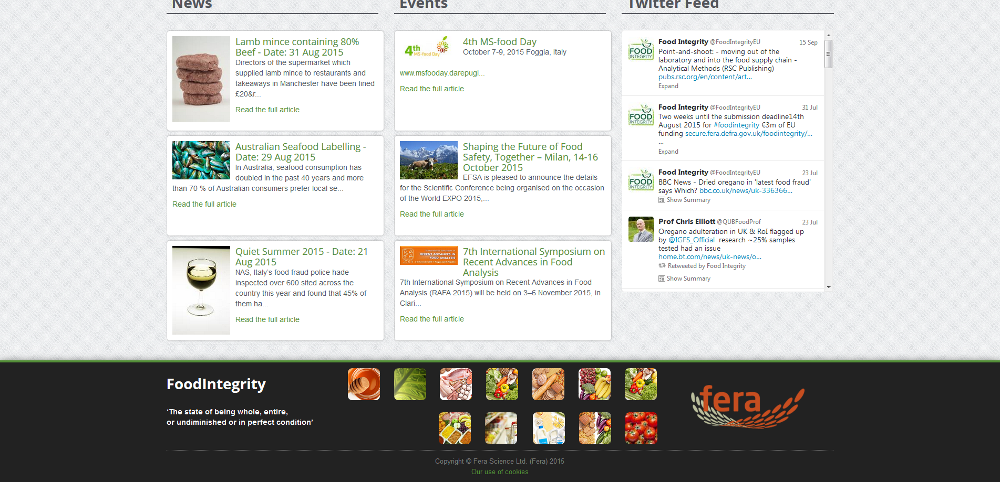 News
Lamb mince containing 80%
Beef - Date: 31 Aug 2015
Directors of the supermarket which
supplied lamb mince to restaurants and
takeaways in Manchester have been fined
£20&r...
Read the full article
Australian Seafood Labelling -
Date: 29 Aug 2015
In Australia, seafood consumption has
doubled in the past 40 years and more
than 70 % of Australian consumers prefer local se...
Read the full article
Quiet Summer 2015 - Date: 21
Aug 2015
NAS, Italy's food fraud police hade
inspected over 600 sited across the
country this year and found that 45% of
them ha...
Read the full article
Events
4th
MS-food Day
4th MS-food Day
October 7-9, 2015 Foggia, Italy
www.msfooday.darepugl...
Read the full article
Shaping the Future of Food
Safety, Together – Milan, 14-16
October 2015
EFSA is pleased to announce the details
for the Scientific Conference being organised on the occasion
of the World EXPO 2015,...
Read the full article
RAFA
2015
RECENT ADVANCES IN
FOOD ANALYSIS
7th International Symposium on
Recent Advances in Food
Analysis
7th International Symposium on Recent Advances in Food
Analysis (RAFA 2015) will be held on 3–6 November 2015, in
Clari...
Read the full article
Twitter Feed
FOOD
INTEGRITY
Food Integrity @FoodIntegrityEU 15 Sep
Point-and-shoot: - moving out of the
laboratory and into the food supply chain -
Analytical Methods (RSC Publishing)
pubs.rsc.org/en/content/art...
Expand
FOOD
INTEGRITY
Food Integrity @FoodIntegrityEU 31 Jul
Two weeks until the submission deadline14th
August 2015 for #foodintegrity €3m of EU
funding secure.fera.defra.gov.uk/foodintegrity/...
...
Expand
FOOD
INTEGRITY
Food Integrity @FoodIntegrityEU 23 Jul
BBC News - Dried oregano in 'latest food fraud'
says Which? bbc.co.uk/news/uk-336366...
Show Summary
Prof Chris Elliott @QUBFoodProf 23 Jul
Oregano adulteration in UK & RoI flagged up
by @IGFS_Official research ~25% samples
tested had an issue
home.bt.com/news/uk-news/o...
Retweeted by Food Integrity
Show Summary
FoodIntegrity
‘The state of being whole, entire,
or undiminished or in perfect condition’
fera
Copyright © Fera Science Ltd. (Fera) 2015
Our use of cookies